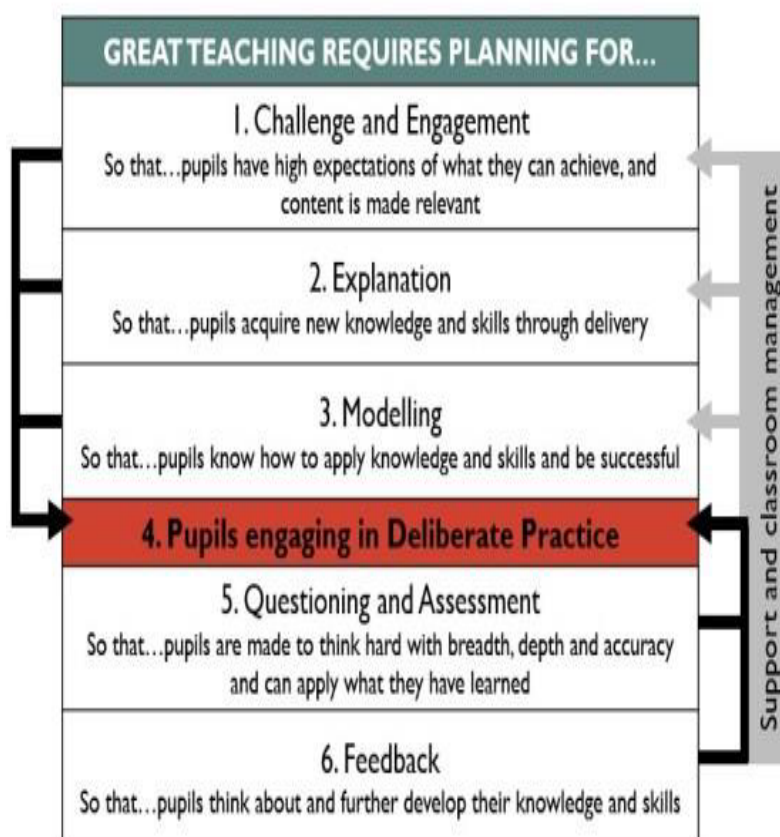 GREAT TEACHING REQUIRES PLANNING FOR...
1. Challenge and Engagement
So that...pupils have high expectations of what they can achieve, and
content is made relevant
2. Explanation
So that...pupils acquire new knowledge and skills through delivery
3. Modelling
So that...pupils know how to apply knowledge and skills and be successful
4. Pupils engaging in Deliberate Practice
5. Questioning and Assessment
So that...pupils are made to think hard with breadth, depth and accuracy
and can apply what they have learned
6. Feedback
So that...pupils think about and further develop their knowledge and skills
Support and classroom management